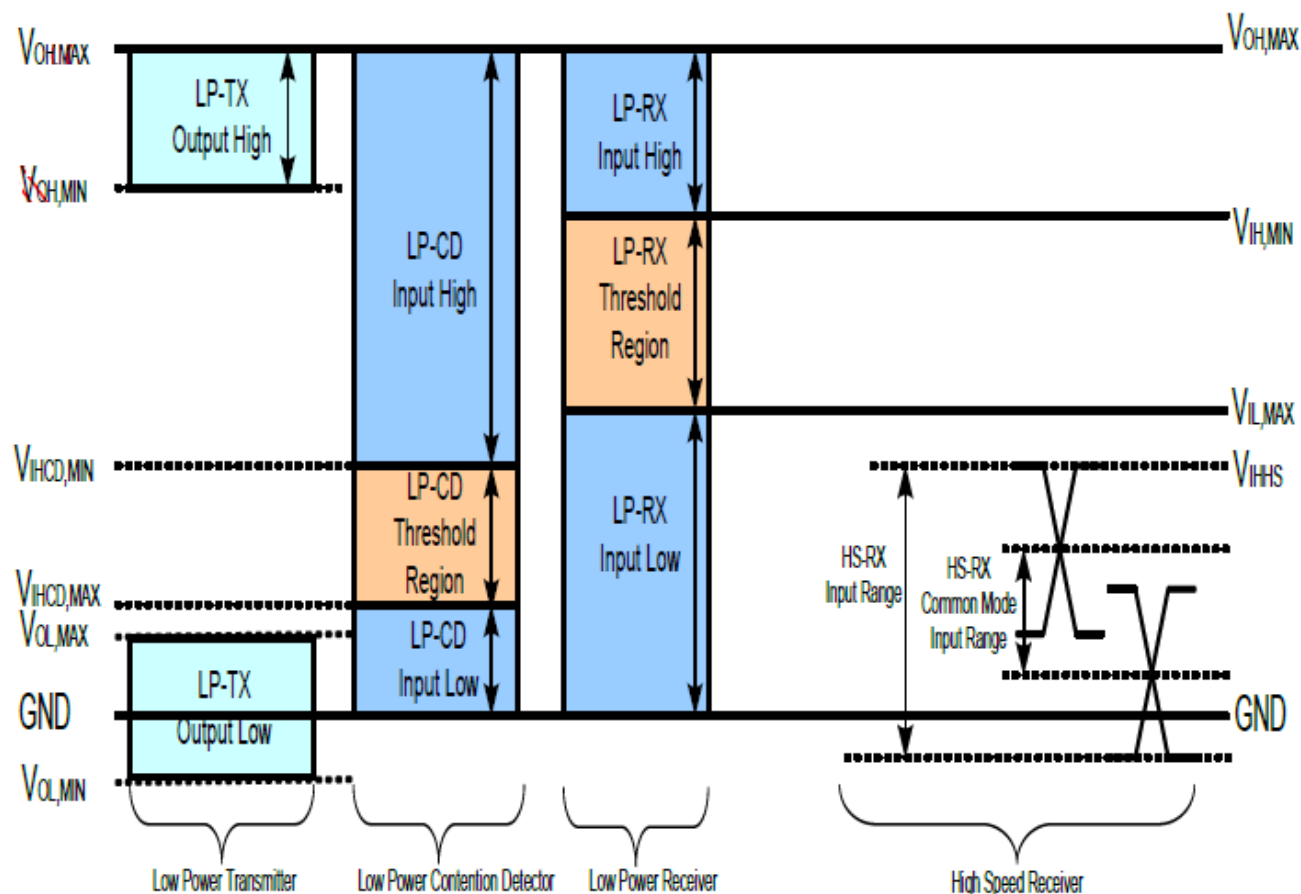 VOH,MAX
VOH,MAX
LP-TX
Output High
LP-RX
Input High
VOH,MIN
VIH,MIN
LP-CD
Input High
LP-RX
Threshold
Region
VIL,MAX
VIHCD,MIN
VIHHS
LP-CD
Threshold
Region
LP-RX
Input Low
HS-RX
Input Range
HS-RX
Common Mode
Input Range
VIHCD,MAX
VOL,MAX
LP-CD
Input Low
LP-TX
Output Low
GND
GND
VOL,MIN
Low Power Transmitter
Low Power Contention Detector
Low Power Receiver
High Speed Receiver